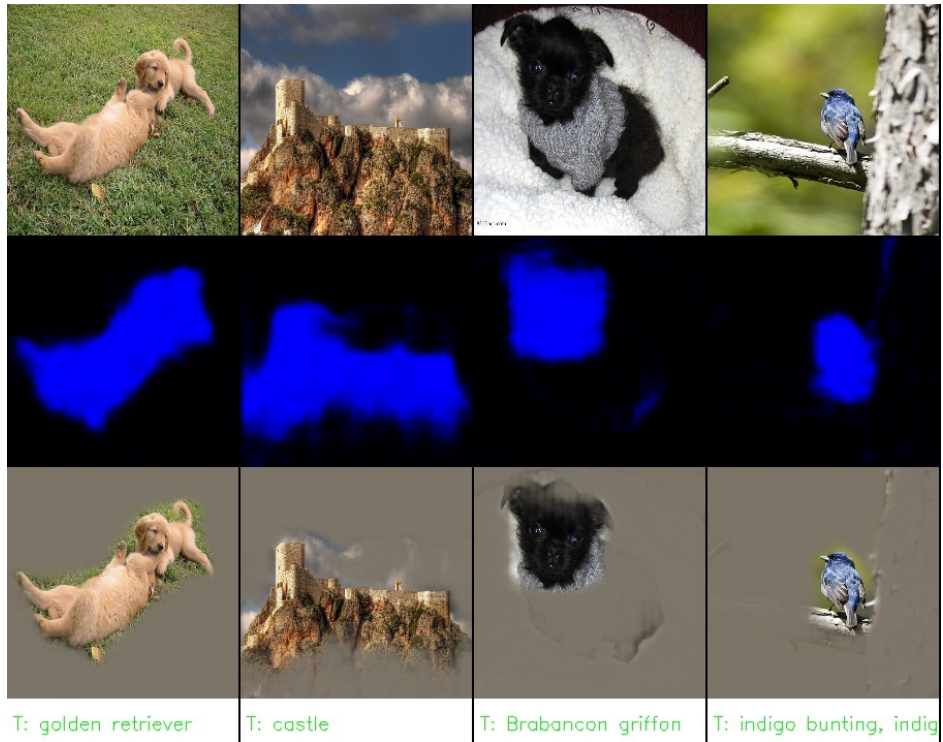 T: golden retriever
T: castle
T: Brabancon griffon
T: indigo bunting, indig